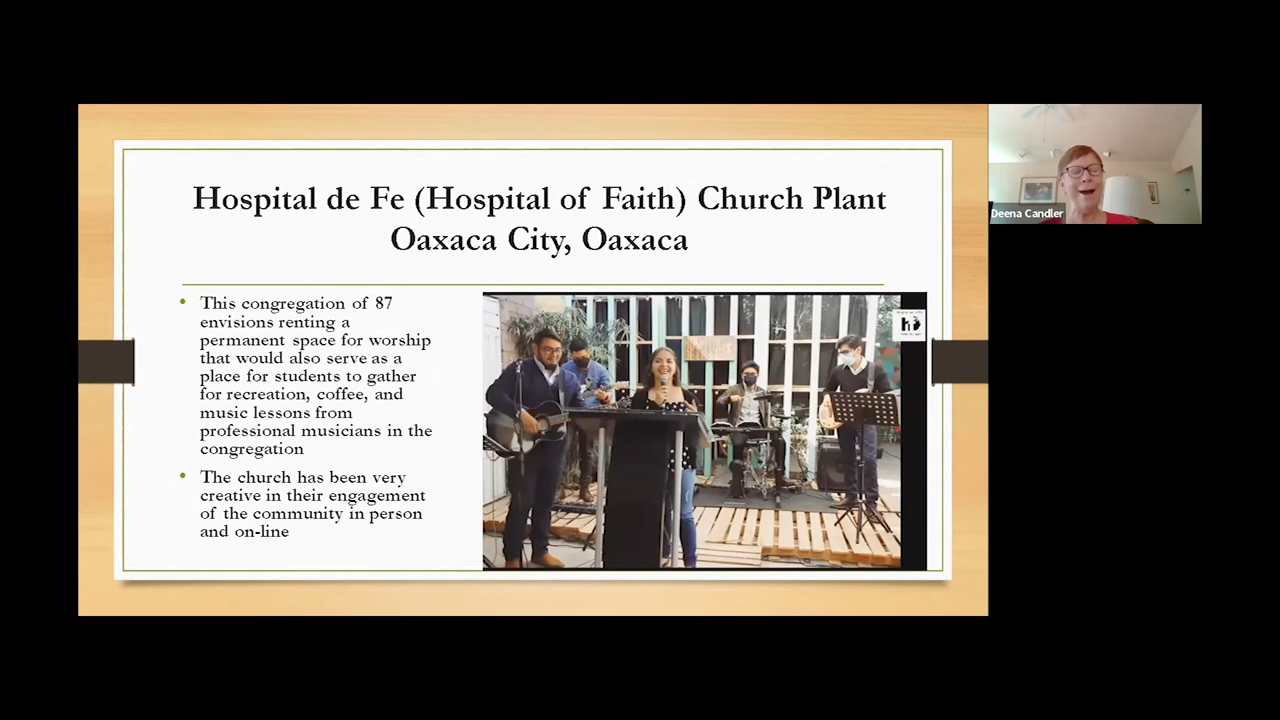 Hospital de Fe (Hospital of Faith) Church Plant
Oaxaca City, Oaxaca
• This congregation of 87
envisions renting a
permanent space for worship
that would also serve as a
place for students to gather
for recreation, coffee, and
music lessons from
professional musicians in the
congregation
• The church has been very
creative in their engagement
of the community in person
and on-line
Deena Candler